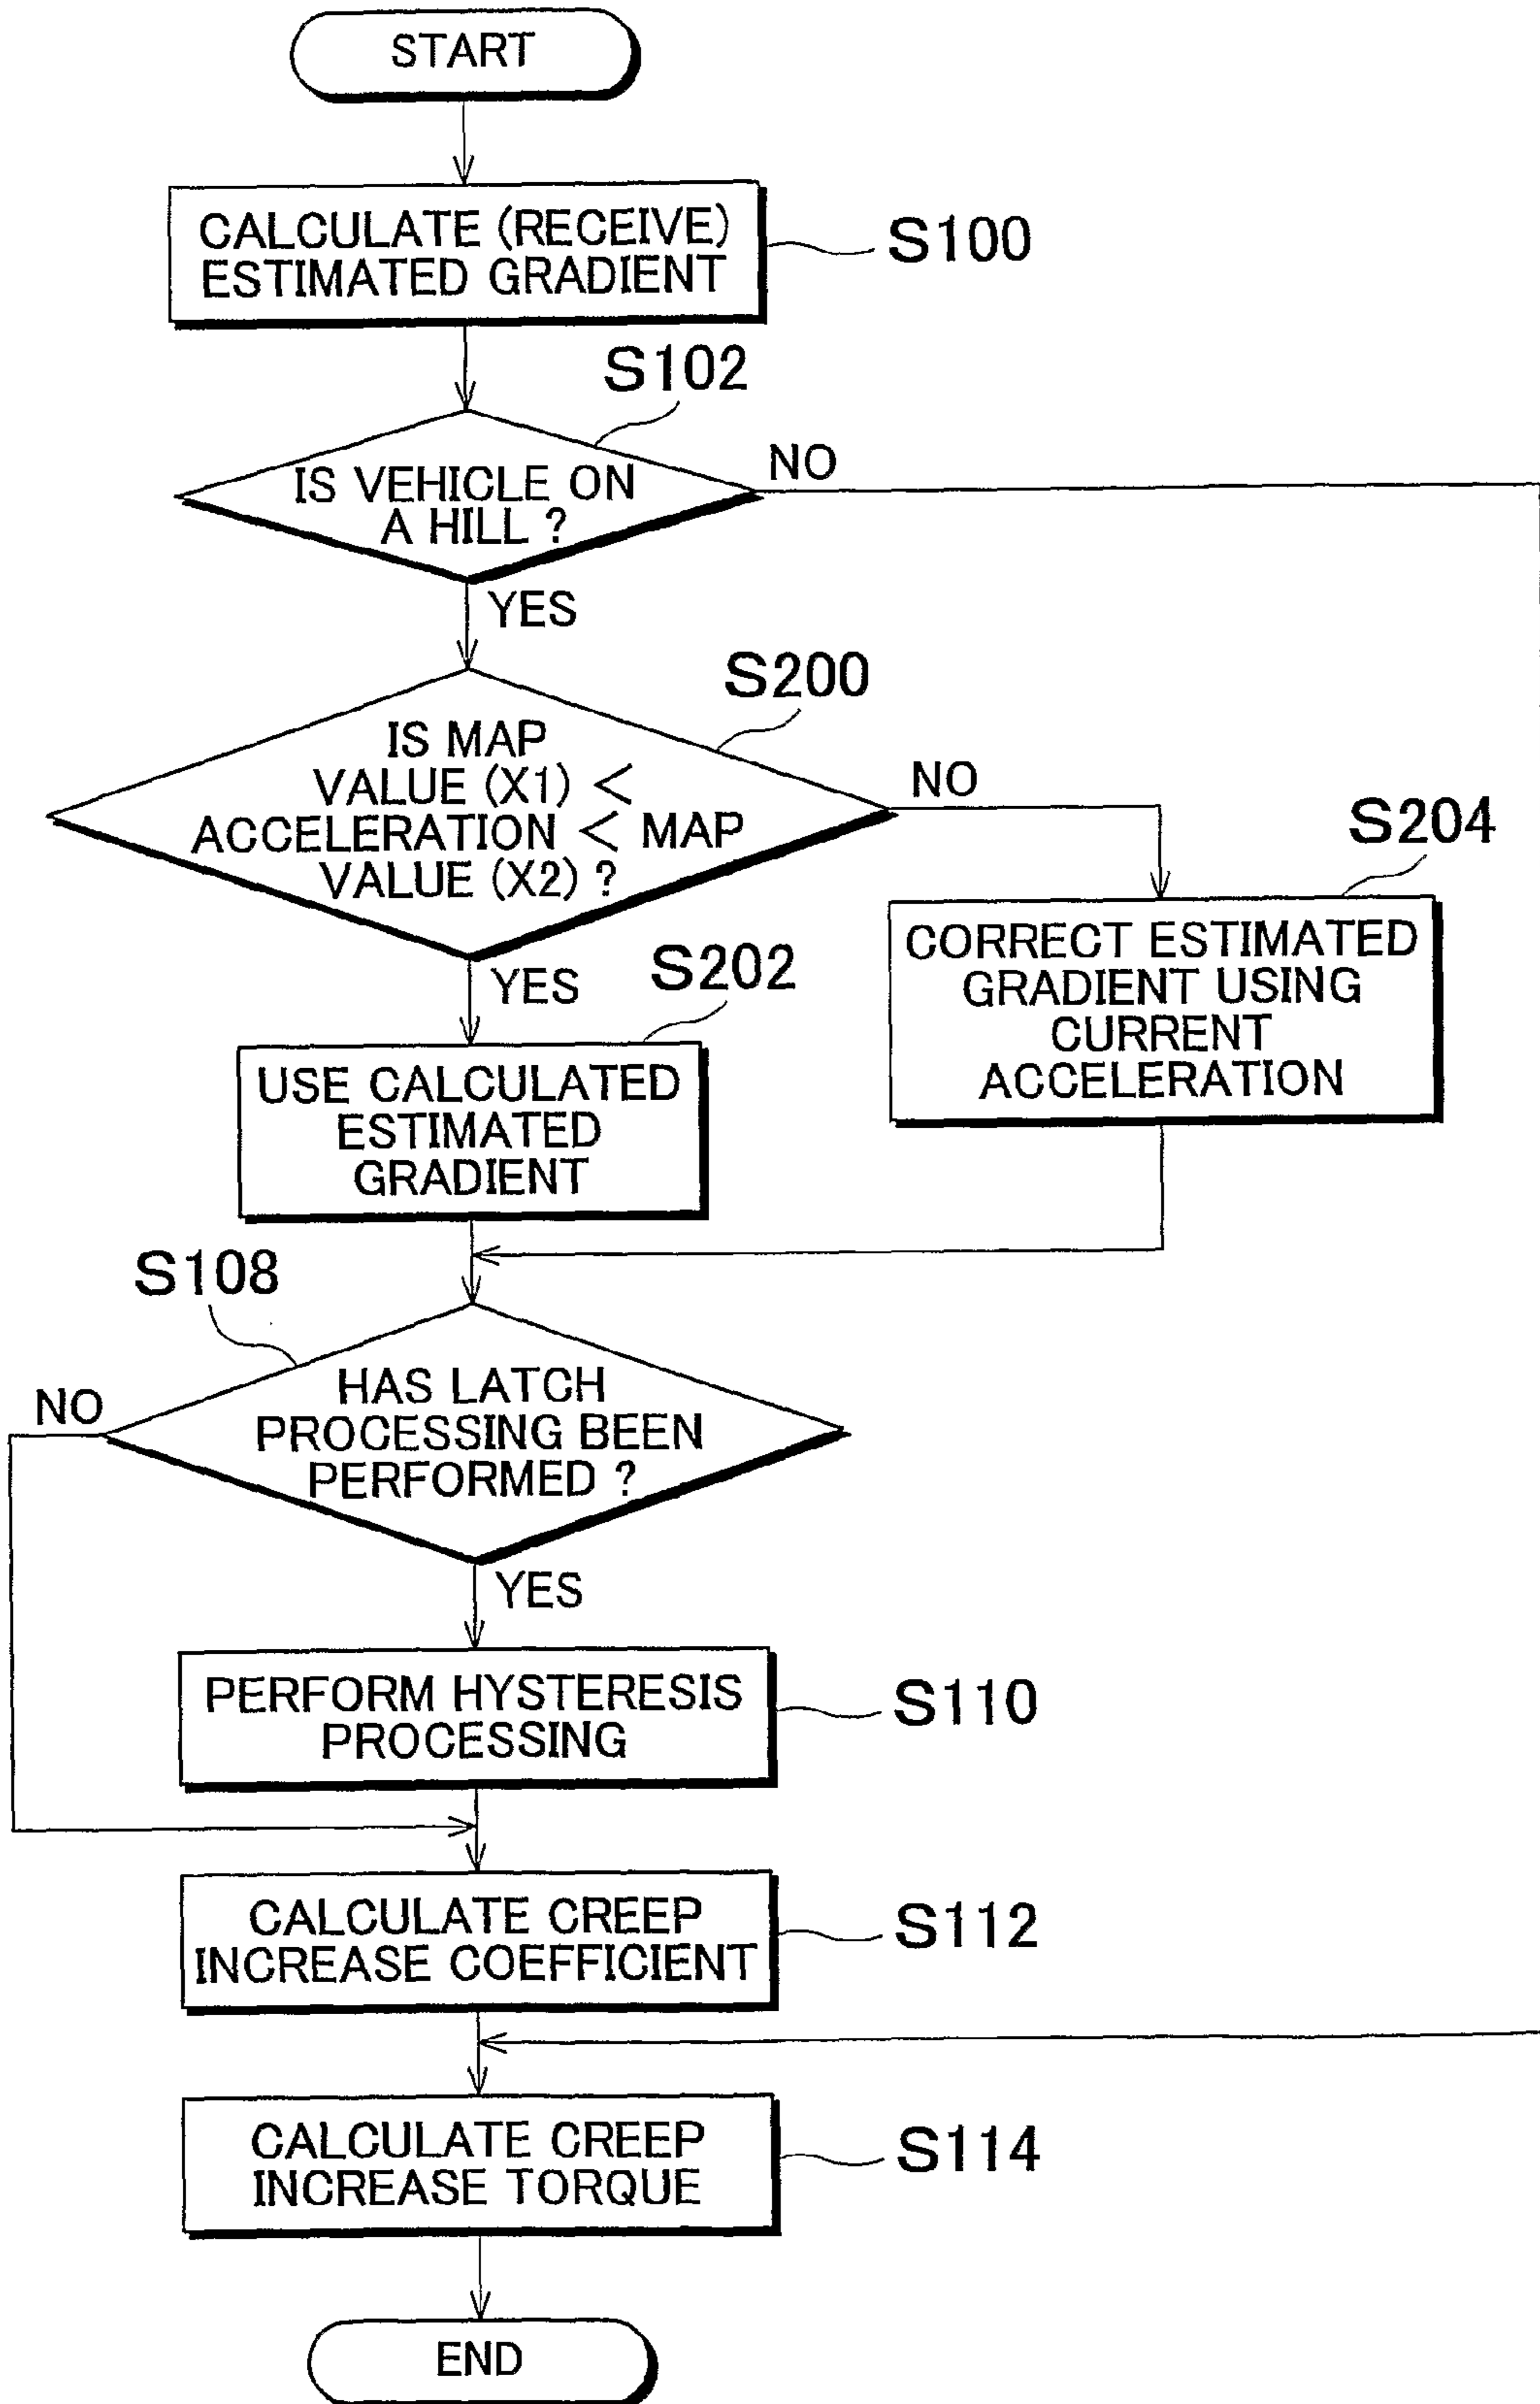 START
CALCULATE (RECEIVE)
ESTIMATED GRADIENT
S100
S102
IS VEHICLE ON
A HILL ?
NO
YES
S200
IS MAP
VALUE (X1) <
ACCELERATION < MAP
VALUE (X2) ?
NO
YES
S204
CORRECT ESTIMATED
GRADIENT USING
CURRENT
ACCELERATION
S202
USE CALCULATED
ESTIMATED
GRADIENT
S108
HAS LATCH
PROCESSING BEEN
PERFORMED ?
NO
YES
PERFORM HYSTERESIS
PROCESSING
S110
CALCULATE CREEP
INCREASE COEFFICIENT
S112
CALCULATE CREEP
INCREASE TORQUE
S114
END